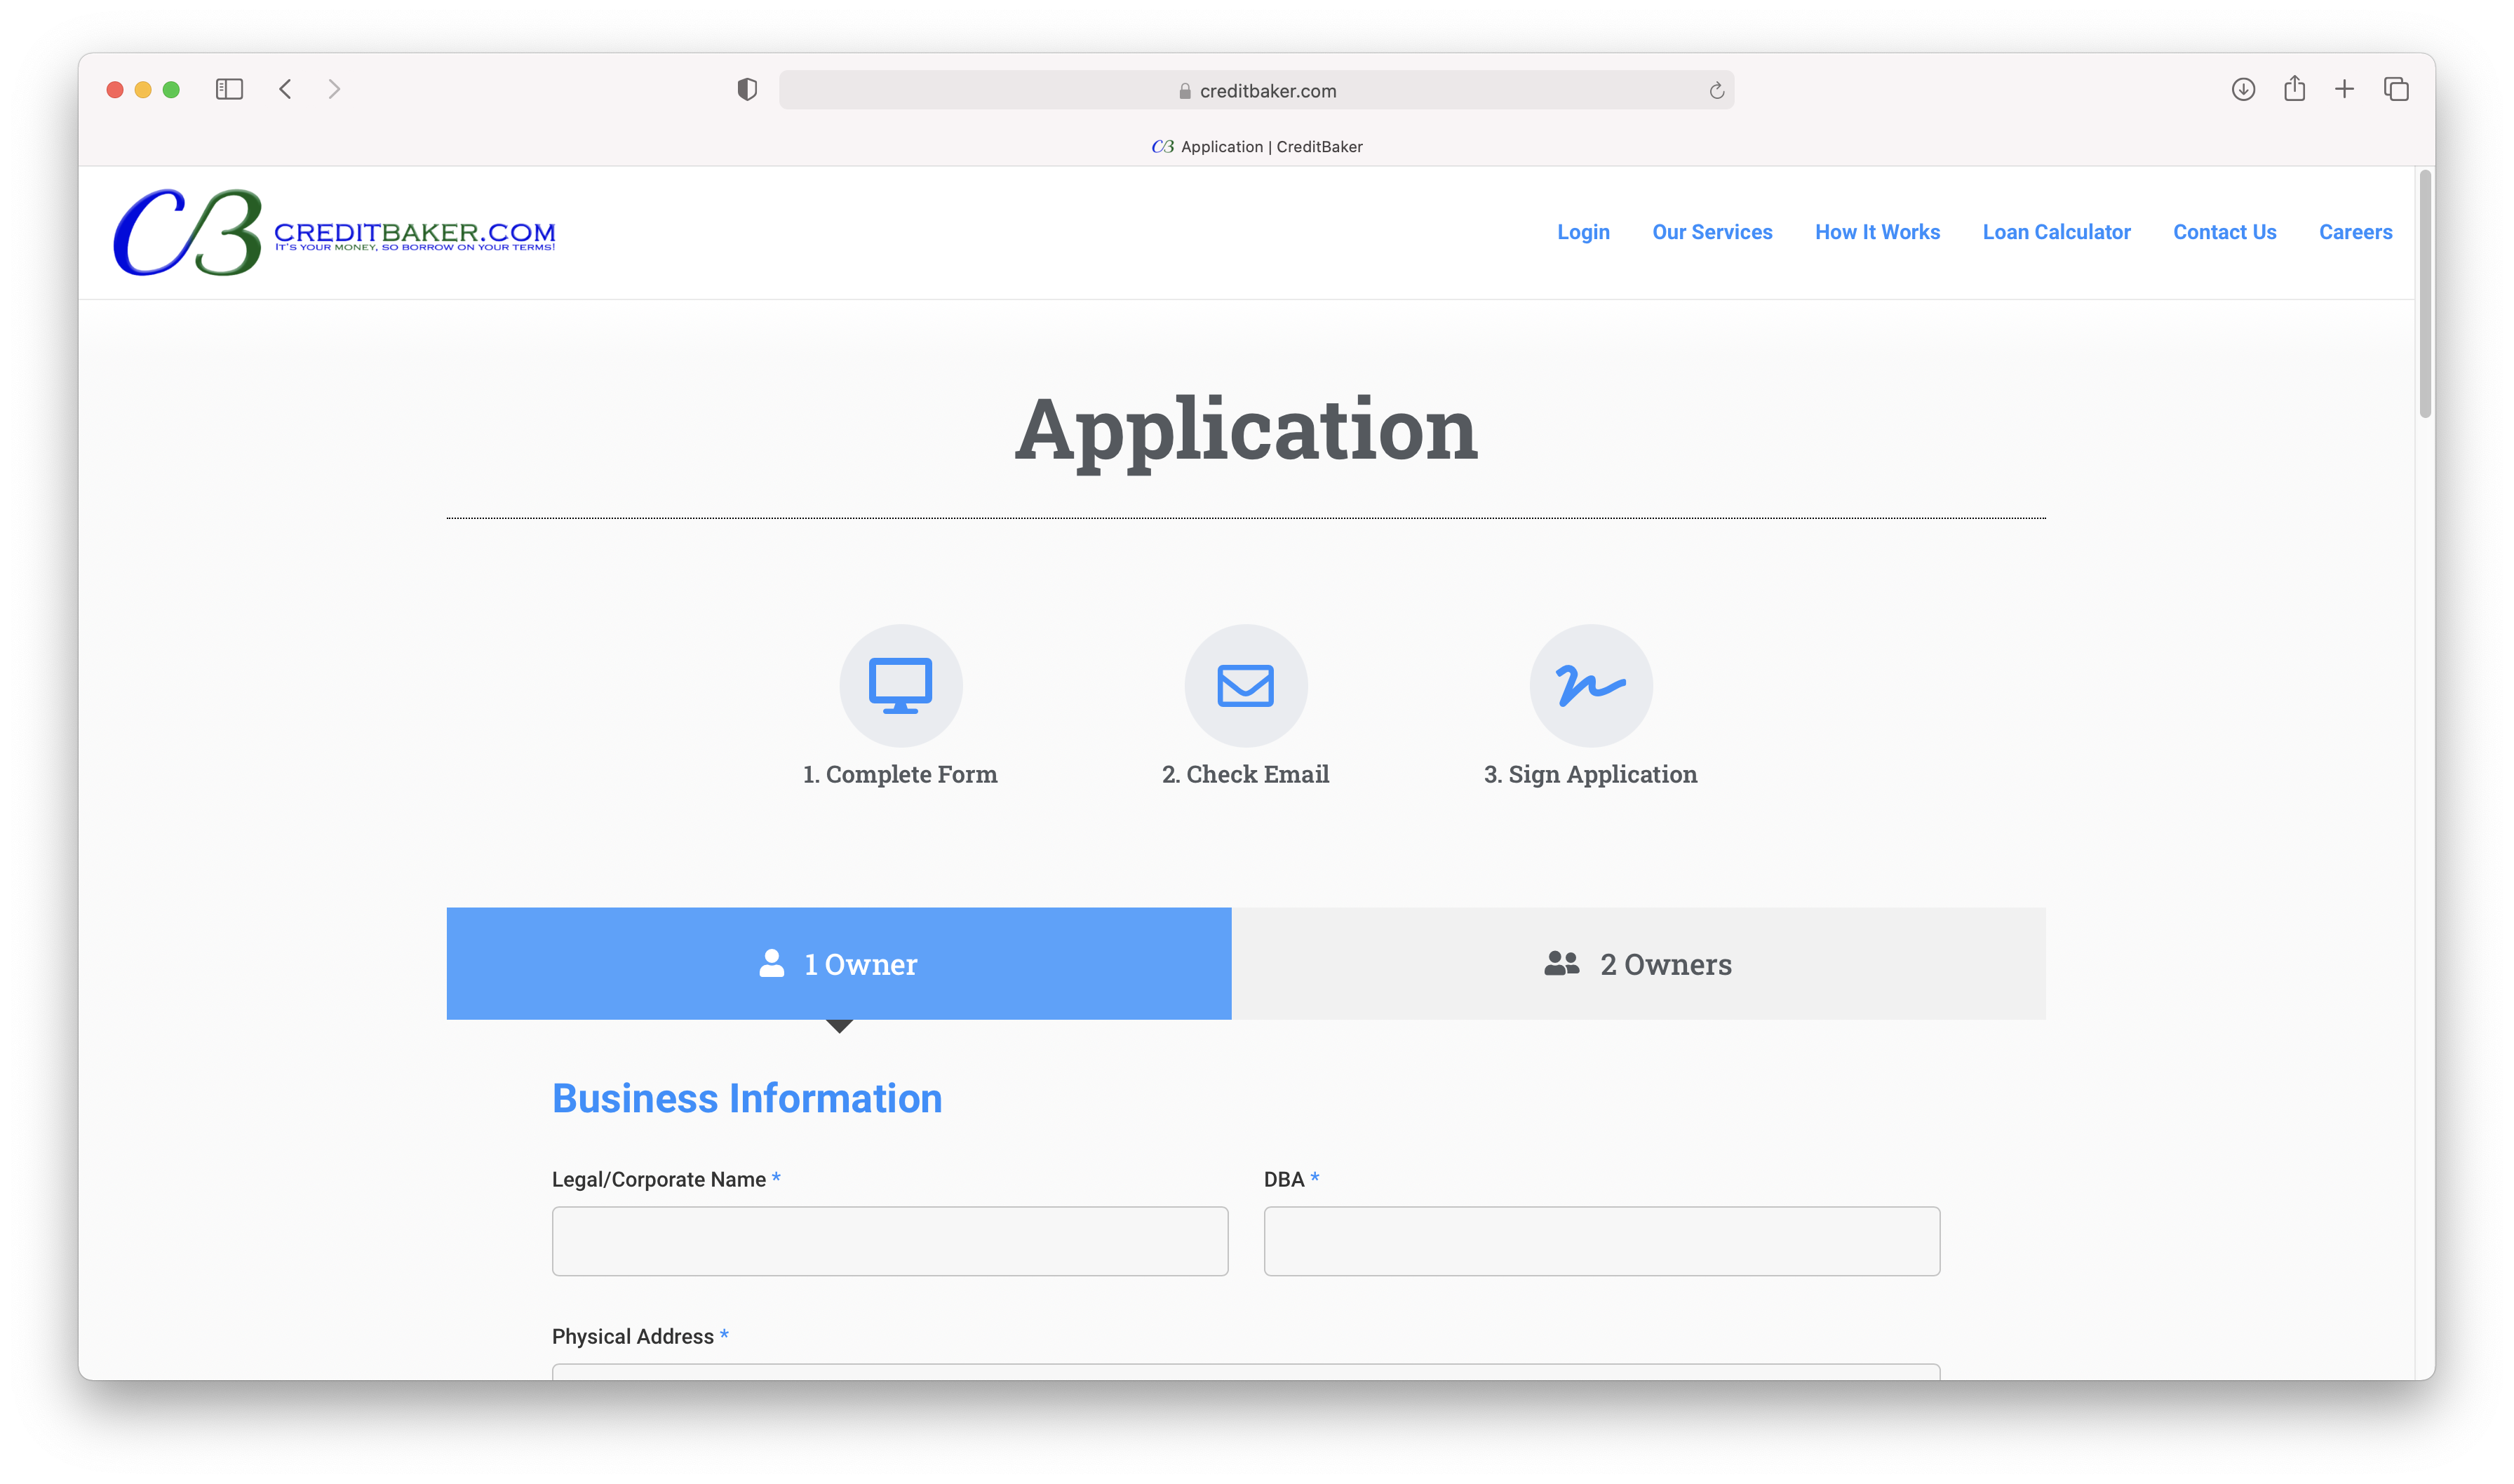 creditbaker.com
CB Application | CreditBaker
CB CREDITBAKER.COM
IT'S YOUR MONEY, SO BORROW ON YOUR TERMS!
Login Our Services How It Works Loan Calculator Contact Us Careers
Application
1. Complete Form 2. Check Email 3. Sign Application
1 Owner 2 Owners
Business Information
Legal/Corporate Name * DBA *
Physical Address *